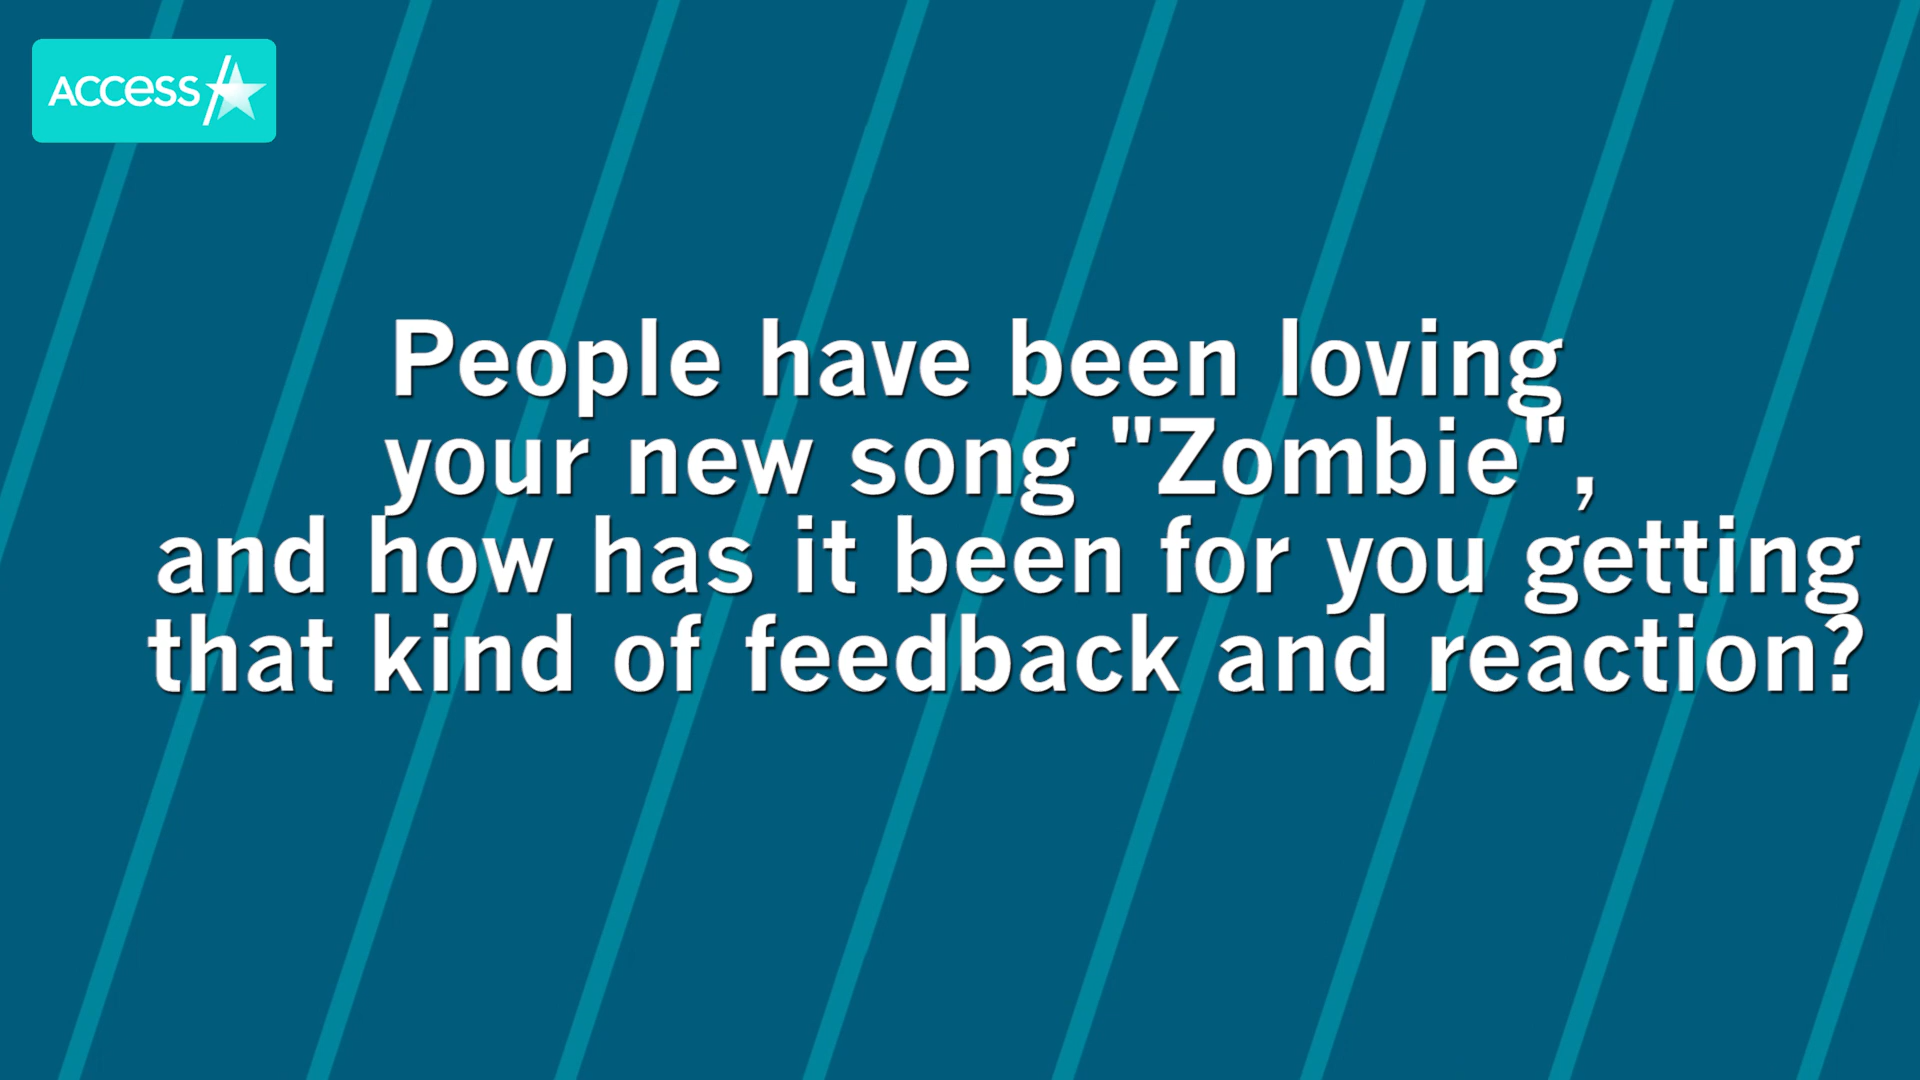 ACCESS
People have been loving
your new song "Zombie",
and how has it been for you getting
that kind of feedback and reaction?